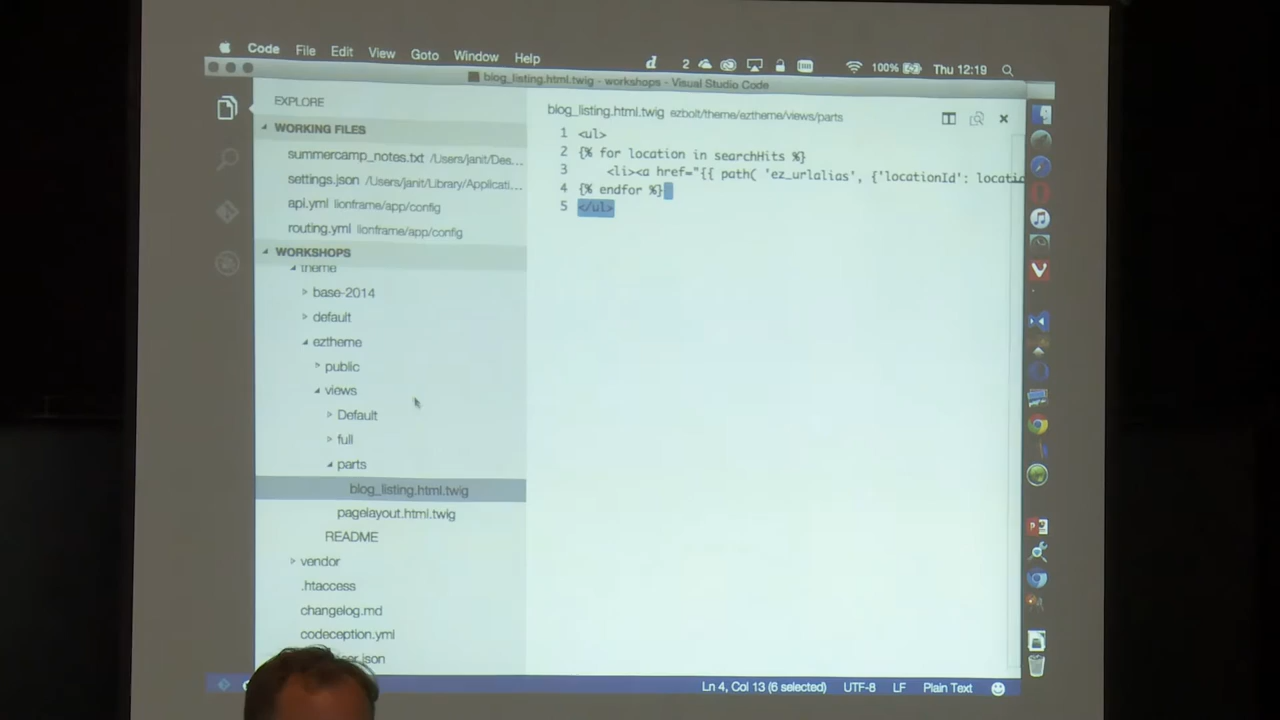 Code File Edit View Goto Window Help
2 100% Thu 12:19
blog_listing.html.twig - workshops - Visual Studio Code
EXPLORE
WORKING FILES
summercamp_notes.txt /Users/janit/Des...
settings.json /Users/janit/Library/Applicati...
api.yml lionframe/app/config
routing.yml lionframe/app/config
WORKSHOPS
theme
base-2014
default
eztheme
public
views
Default
full
parts
blog_listing.html.twig
pagelayout.html.twig
README
vendor
.htaccess
changelog.md
codeception.yml
blog_listing.html.twig ezbolt/theme/eztheme/views/parts
1 <ul>
2 {% for location in searchHits %}
3 <li><a href="{{ path( 'ez_urlalias', {'locationId': locatio
4 {% endfor %}
5 </ul>
Ln 4, Col 13 (6 selected) UTF-8 LF Plain Text